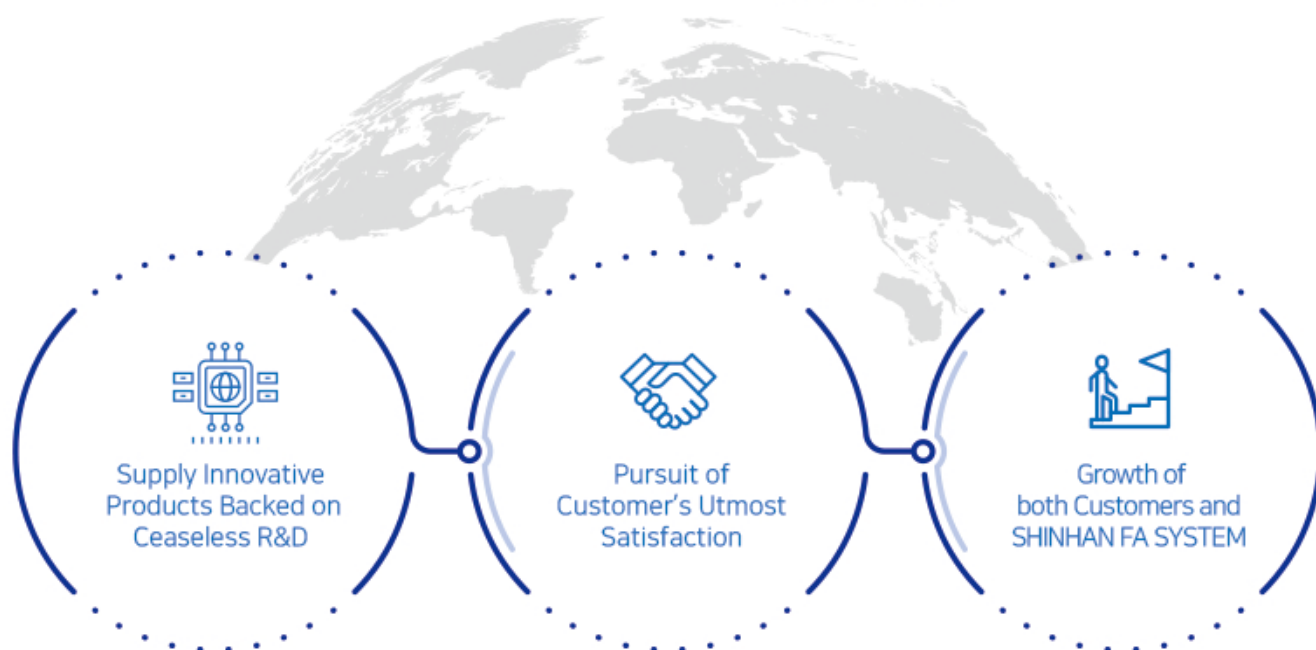 Supply Innovative
Products Backed on
Ceaseless R&D
Pursuit of
Customer's Utmost
Satisfaction
Growth of
both Customers and
SHINHAN FA SYSTEM